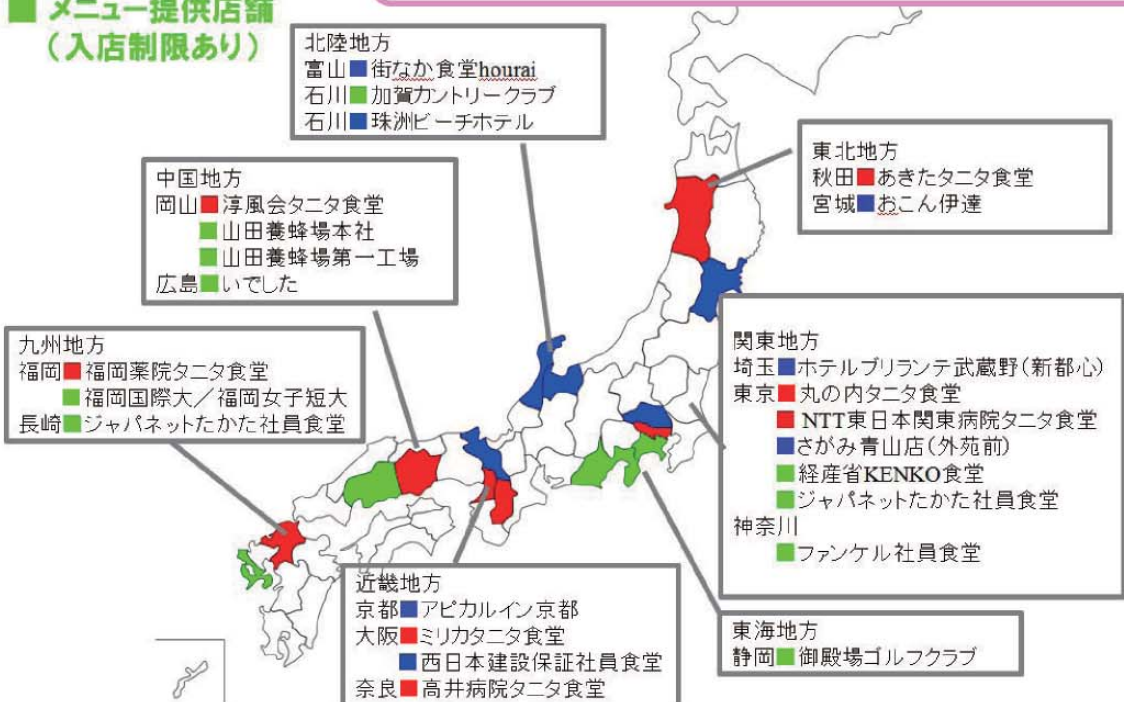 ■ メニュー提供店舗
（入店制限あり）
北陸地方
富山■街なか食堂hourai
石川■加賀カントリークラブ
石川■珠洲ビーチホテル
東北地方
秋田■あきたタニタ食堂
宮城■おこん伊達
中国地方
岡山■淳風会タニタ食堂
■山田養蜂場本社
■山田養蜂場第一工場
広島■いでした
九州地方
福岡■福岡薬院タニタ食堂
■福岡国際大／福岡女子短大
長崎■ジャパネットたかた社員食堂
関東地方
埼玉■ホテルブリランテ武蔵野（新都心）
東京■丸の内タニタ食堂
■NTT東日本関東病院タニタ食堂
■さがみ青山店（外苑前）
■経産省KENKO食堂
■ジャパネットたかた社員食堂
神奈川
■ファンケル社員食堂
近畿地方
京都■アピカルイン京都
大阪■ミリカタニタ食堂
■西日本建設保証社員食堂
奈良■高井病院タニタ食堂
東海地方
静岡■御殿場ゴルフクラブ